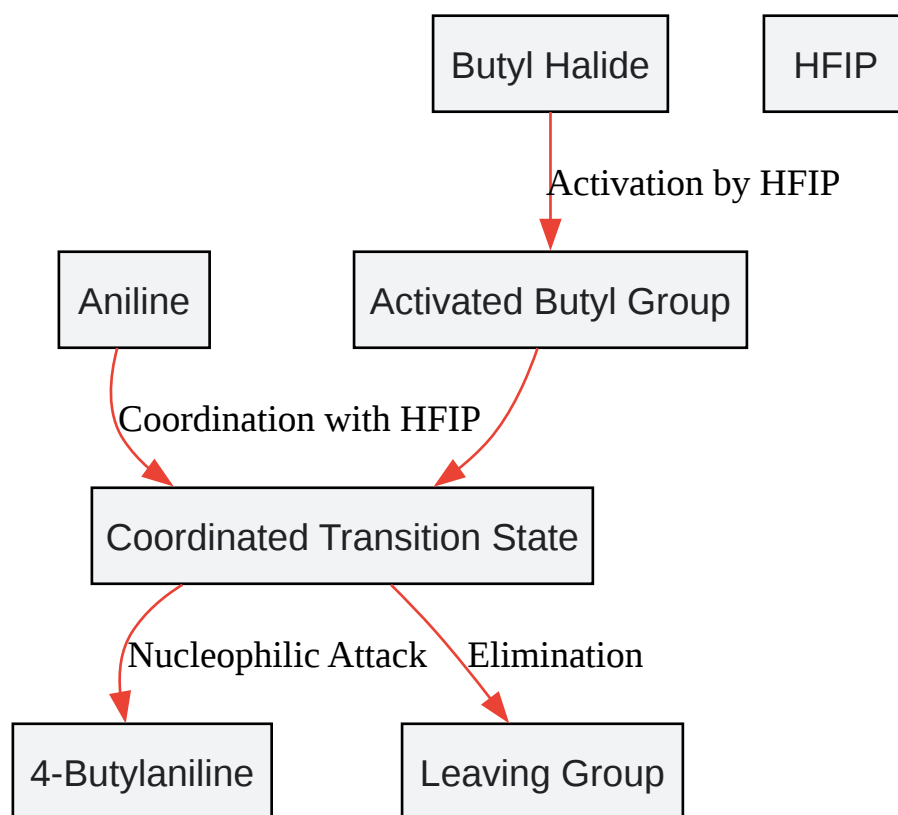 Butyl Halide
HFIP
Activation by HFIP
Aniline
Activated Butyl Group
Coordination with HFIP
Coordinated Transition State
Nucleophilic Attack
Elimination
4-Butylaniline
Leaving Group